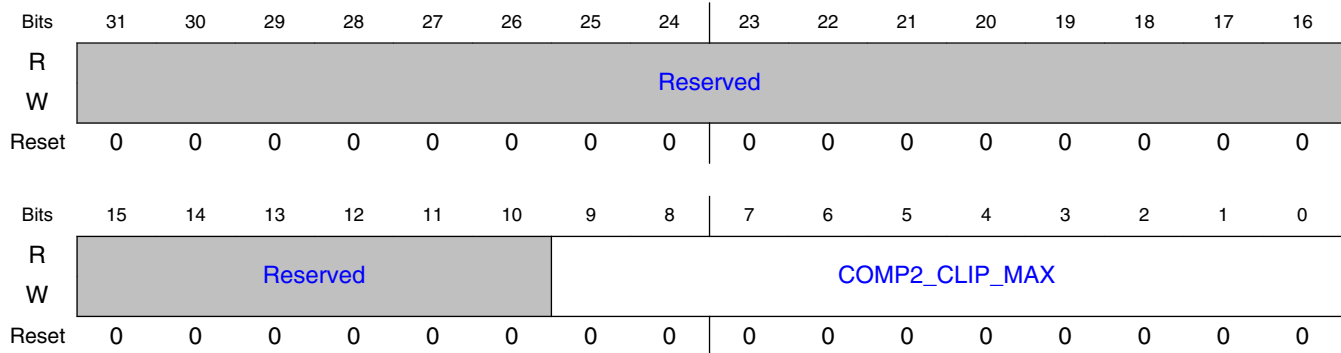 Bits 31 30 29 28 27 26 25 24 23 22 21 20 19 18 17 16
R
Reserved
W
Reset 0 0 0 0 0 0 0 0 0 0 0 0 0 0 0 0
Bits 15 14 13 12 11 10 9 8 7 6 5 4 3 2 1 0
R
Reserved COMP2_CLIP_MAX
W
Reset 0 0 0 0 0 0 0 0 0 0 0 0 0 0 0 0